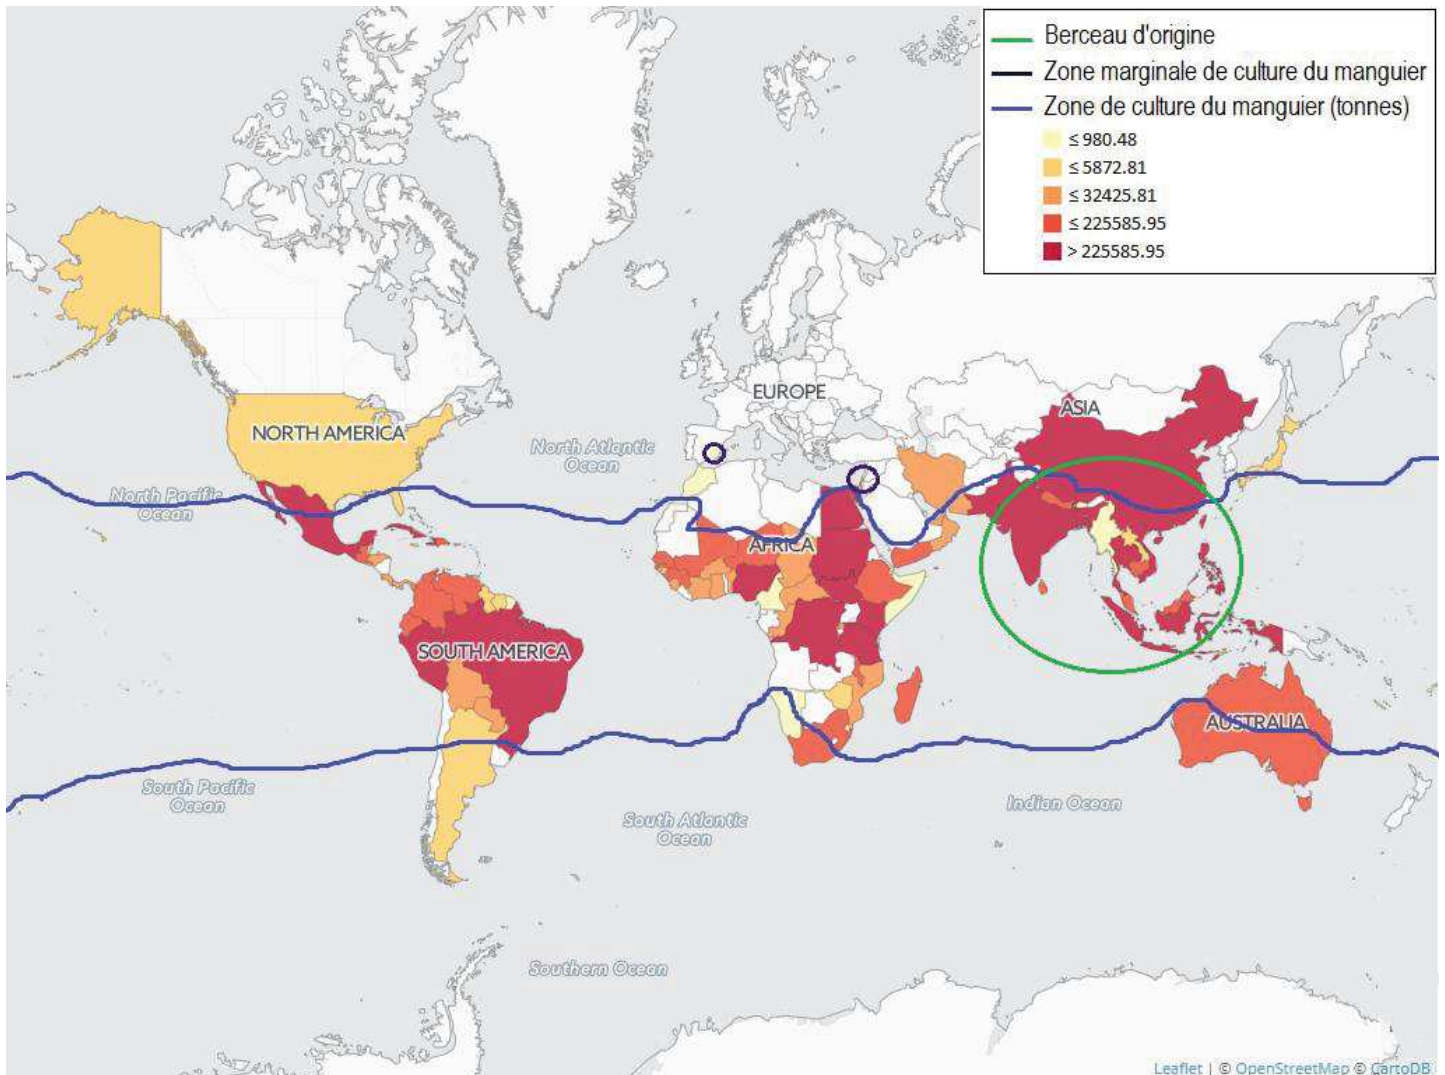 Berceau d'origine
Zone marginale de culture du manguier
Zone de culture du manguier (tonnes)
≤ 980.48
≤ 5872.81
≤ 32425.81
≤ 225585.95
> 225585.95
EUROPE
ASIA
NORTH AMERICA
North Atlantic
Ocean
North Pacific
Ocean
AFRICA
SOUTH AMERICA
AUSTRALIA
South Pacific
Ocean
Indian Ocean
South Atlantic
Ocean
Southern Ocean
Leaflet | © OpenStreetMap © CartoDB